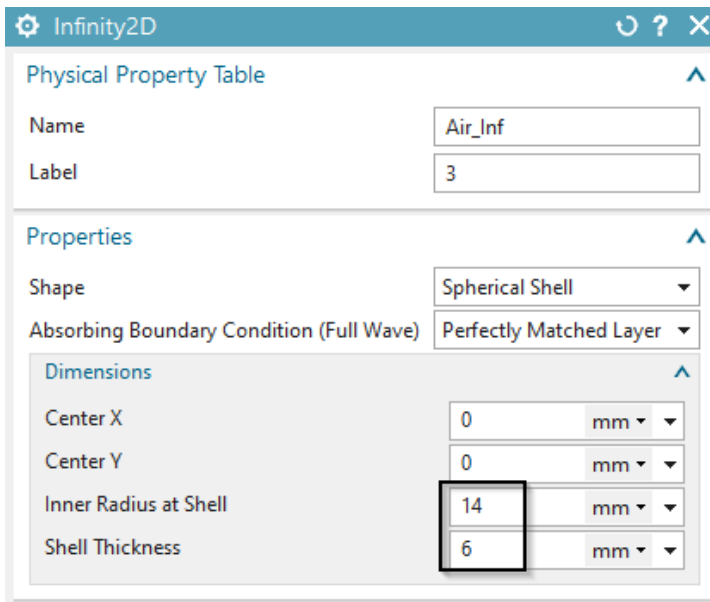 Infinity2D ?
Physical Property Table
Name Air_Inf
Label 3
Properties
Shape Spherical Shell
Absorbing Boundary Condition (Full Wave) Perfectly Matched Layer
Dimensions
Center X 0 mm
Center Y 0 mm
Inner Radius at Shell 14 mm
Shell Thickness 6 mm